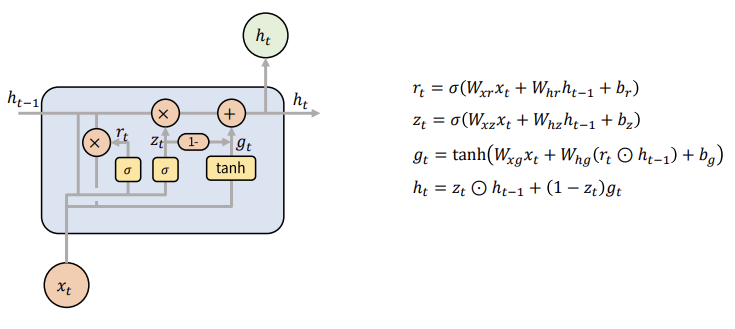 h_t
h_{t−1}
h_t
r_t
z_t
1-
g_t
×
×
+
σ
σ
tanh
x_t
r_t = σ(W_{xr}x_t + W_{hr}h_{t−1} + b_r)
z_t = σ(W_{xz}x_t + W_{hz}h_{t−1} + b_z)
g_t = tanh(W_{xg}x_t + W_{hg}(r_t ⊙ h_{t−1}) + b_g)
h_t = z_t ⊙ h_{t−1} + (1 − z_t)g_t